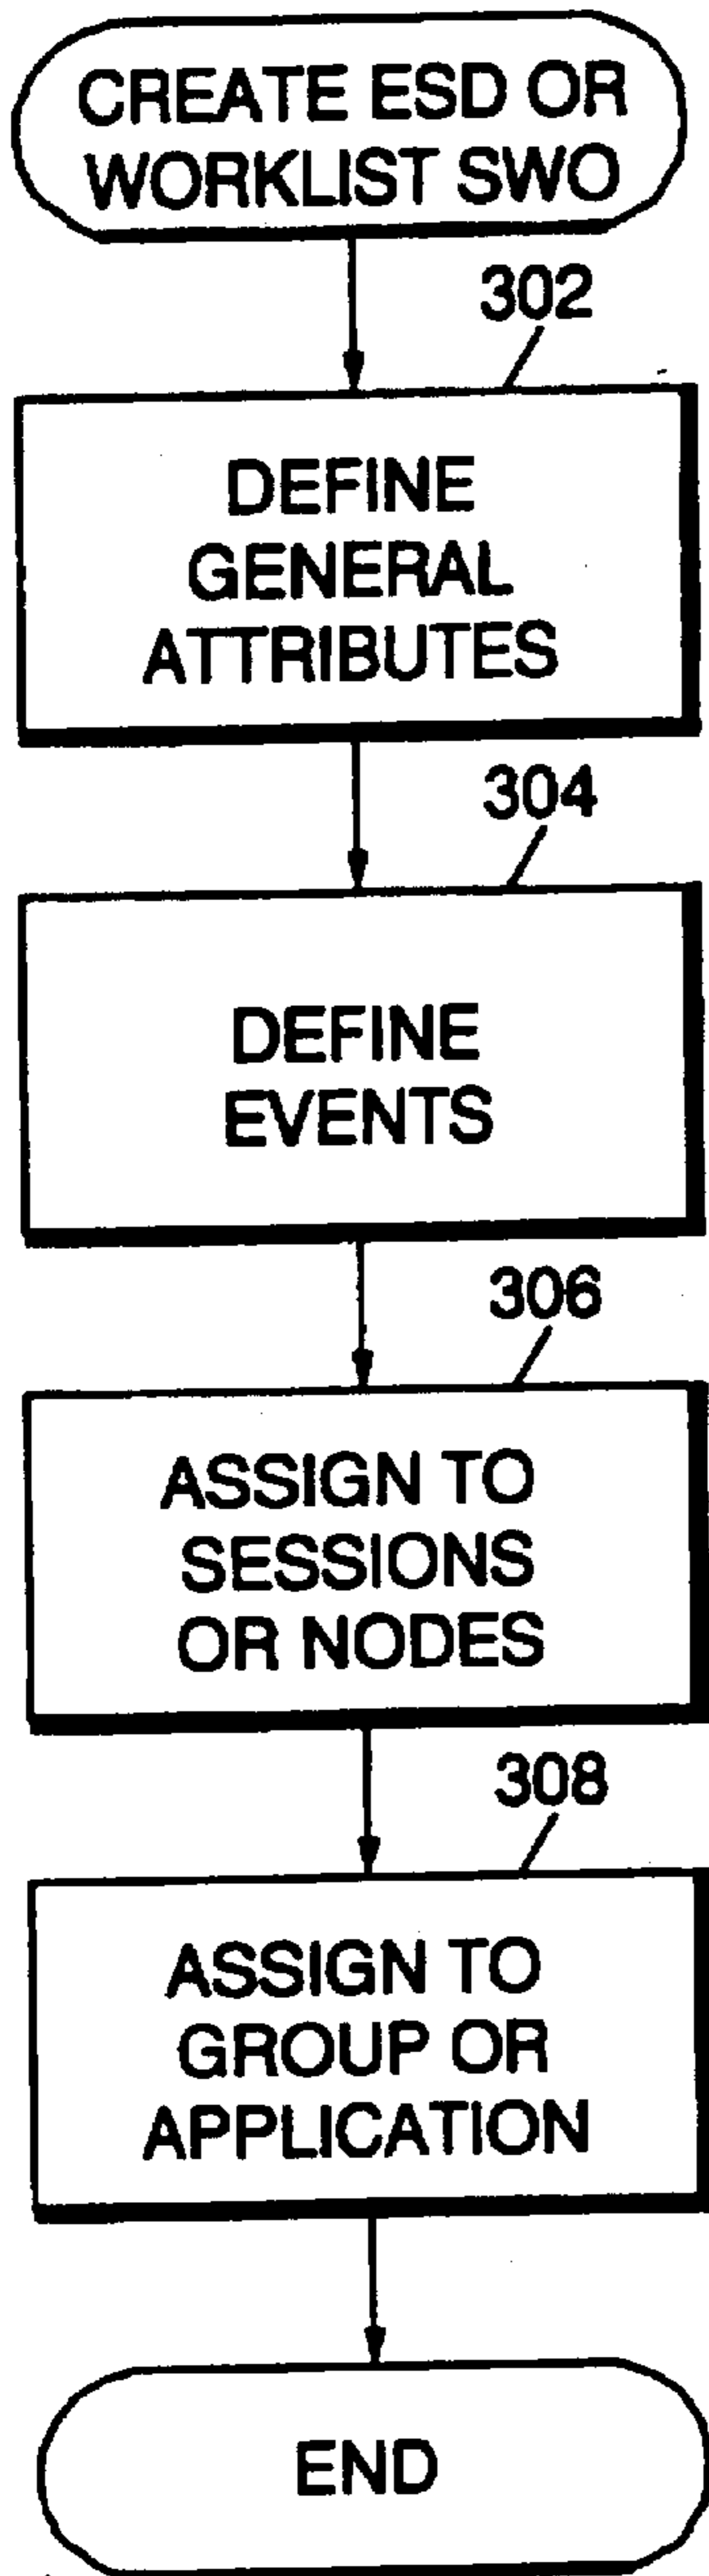 CREATE ESD OR
WORKLIST SWO
302
DEFINE
GENERAL
ATTRIBUTES
304
DEFINE
EVENTS
306
ASSIGN TO
SESSIONS
OR NODES
308
ASSIGN TO
GROUP OR
APPLICATION
END